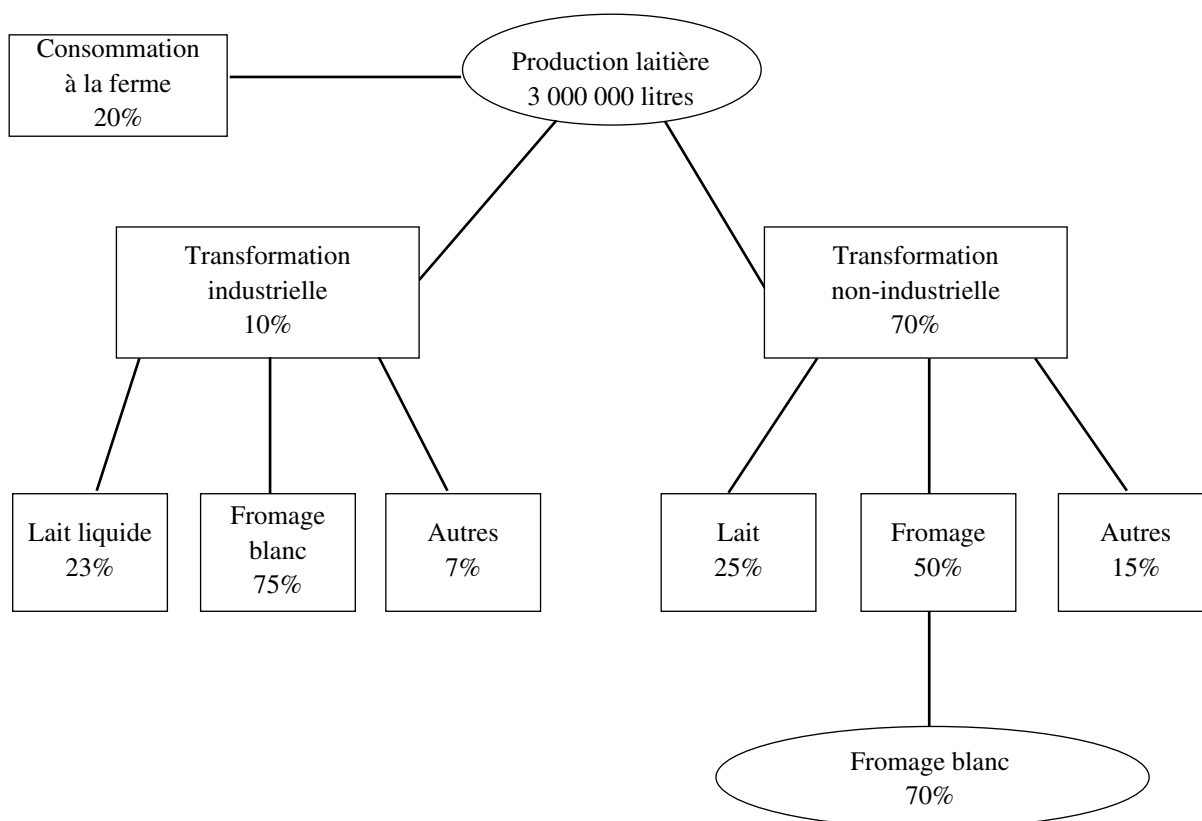 Consommation
à la ferme
20%
Production laitière
3 000 000 litres
Transformation
industrielle
10%
Transformation
non-industrielle
70%
Lait liquide
23%
Fromage
blanc
75%
Autres
7%
Lait
25%
Fromage
50%
Autres
15%
Fromage blanc
70%